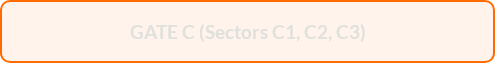 GATE C (Sectors C1, C2, C3)